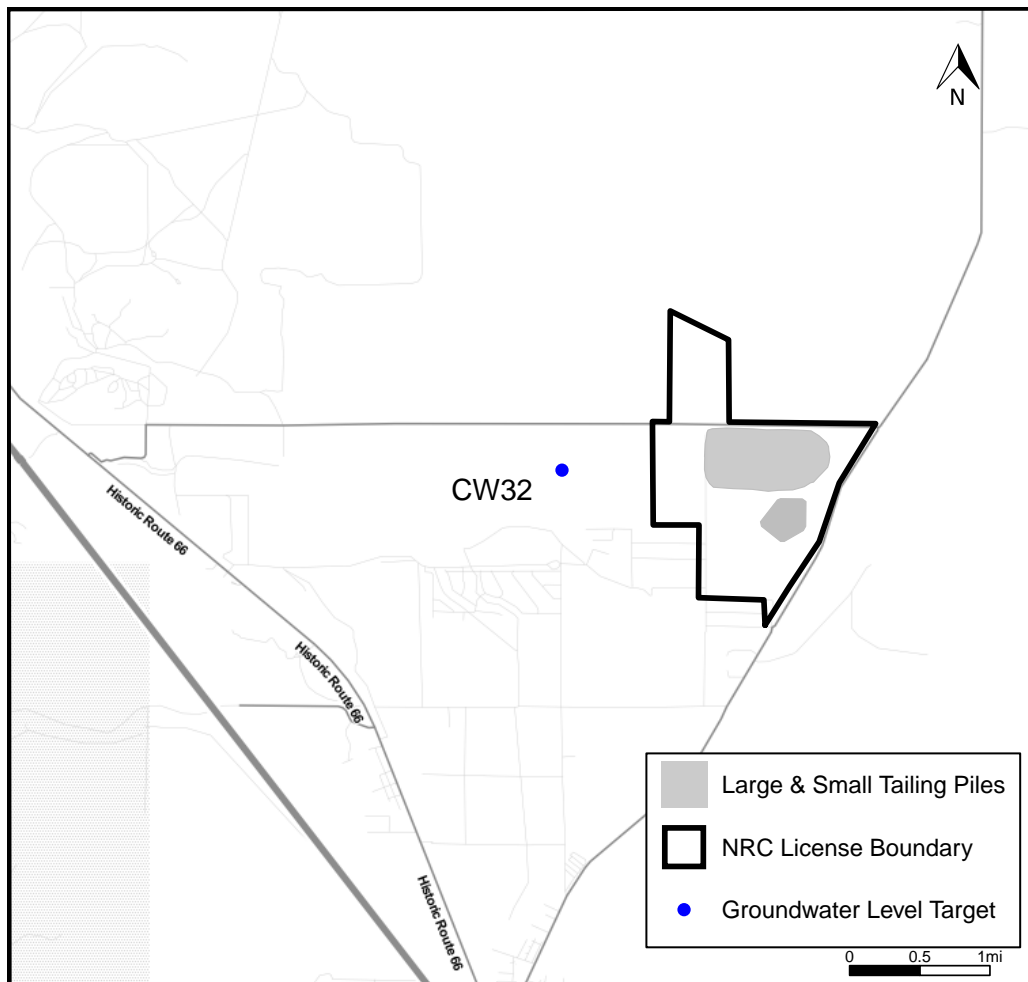 N
CW32
Historic Route 66
Historic Route 66
Historic Route 66
Large & Small Tailing Piles
NRC License Boundary
Groundwater Level Target
0 0.5 1mi